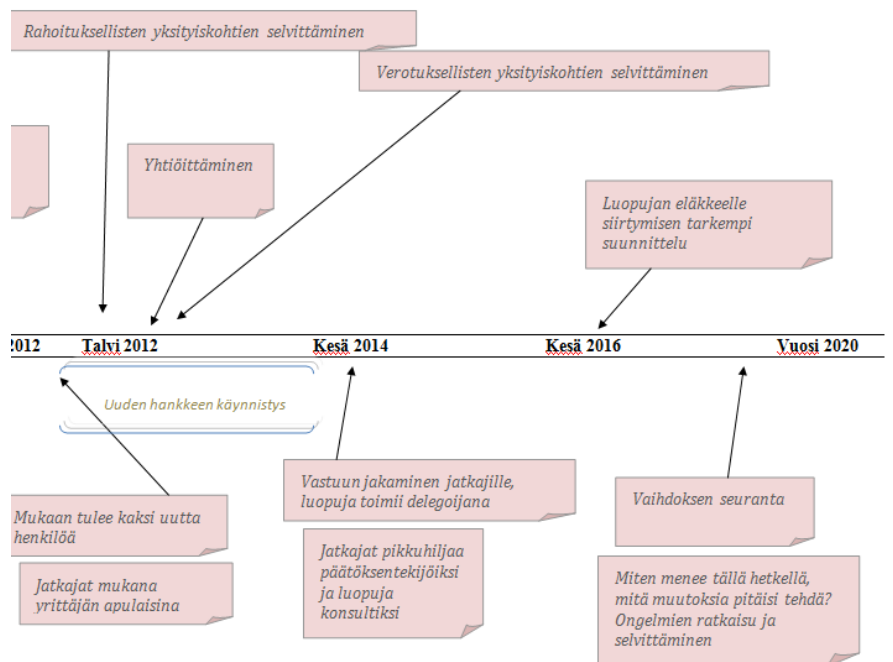 Rahoituksellisten yksityiskohtien selvittäminen
Verotuksellisten yksityiskohtien selvittäminen
Yhtiöittäminen
Luopujan eläkkeelle
siirtymisen tarkempi
suunnittelu
2012
Talvi 2012
Kesä 2014
Kesä 2016
Vuosi 2020
Uuden hankkeen käynnistys
Mukaan tulee kaksi uutta
henkilöä
Jatkajat mukana
yrittäjän apulaisina
Vastuun jakaminen jatkajille,
luopuja toimii delegoijana
Jatkajat pikkuhiljaa
päätöksentekijöiksi
ja luopuja
konsultiksi
Vaihdoksen seuranta
Miten menee tällä hetkellä,
mitä muutoksia pitäisi tehdä?
Ongelmien ratkaisu ja
selvittäminen